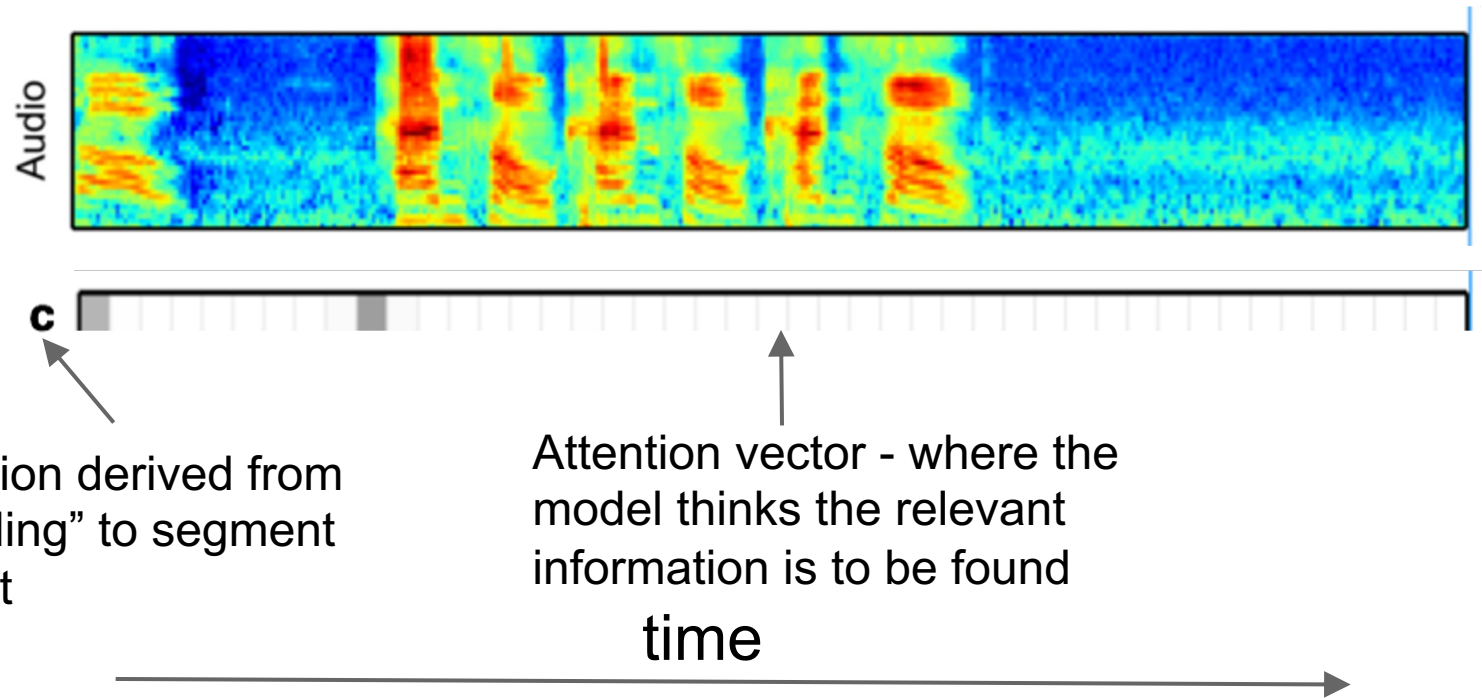 Audio
c
ion derived from
ling” to segment
t
Attention vector - where the
model thinks the relevant
information is to be found
time